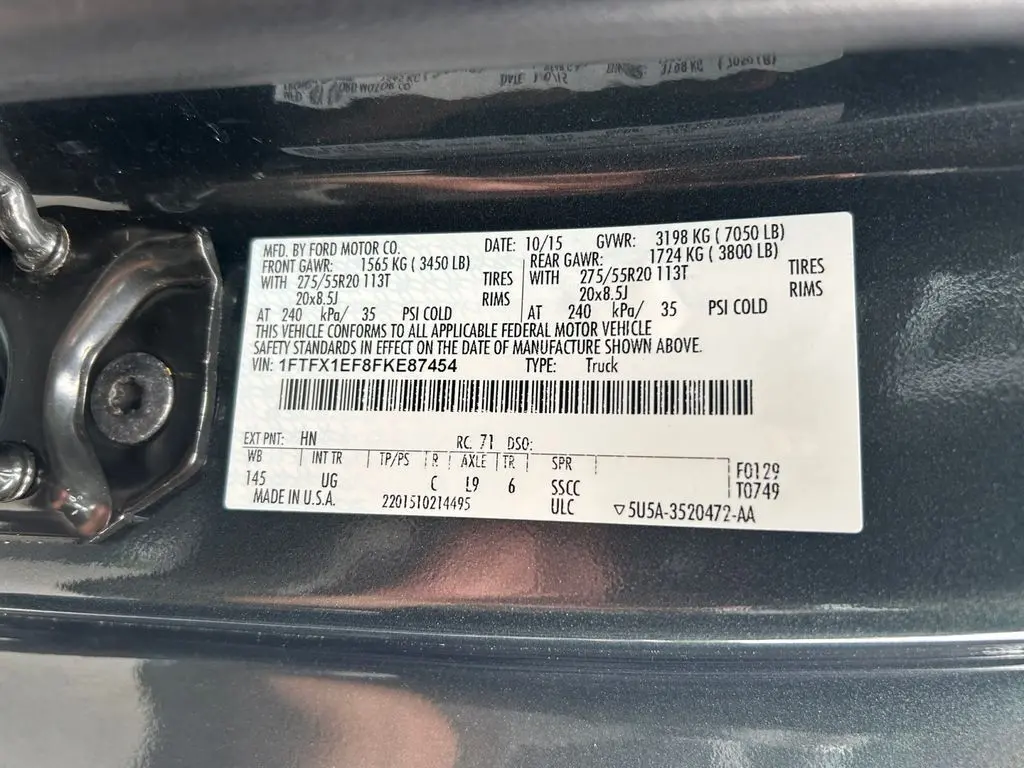 MFD. BY FORD MOTOR CO. DATE: 10/15 GVWR: 3198 KG ( 7050 LB)
FRONT GAWR: 1565 KG ( 3450 LB) REAR GAWR: 1724 KG ( 3800 LB)
WITH 275/55R20 113T TIRES WITH 275/55R20 113T TIRES
20x8.5J RIMS 20x8.5J RIMS
AT 240 kPa/ 35 PSI COLD AT 240 kPa/ 35 PSI COLD
THIS VEHICLE CONFORMS TO ALL APPLICABLE FEDERAL MOTOR VEHICLE
SAFETY STANDARDS IN EFFECT ON THE DATE OF MANUFACTURE SHOWN ABOVE.
VIN: 1FTFX1EF8FKE87454 TYPE: Truck
EXT PNT: HN RC: 71 DSO:
WB INT TR TP/PS R AXLE TR SPR F0129
145 UG C L9 6 SSCC T0749
MADE IN U.S.A. 2201510214495 ULC ▽5U5A-3520472-AA